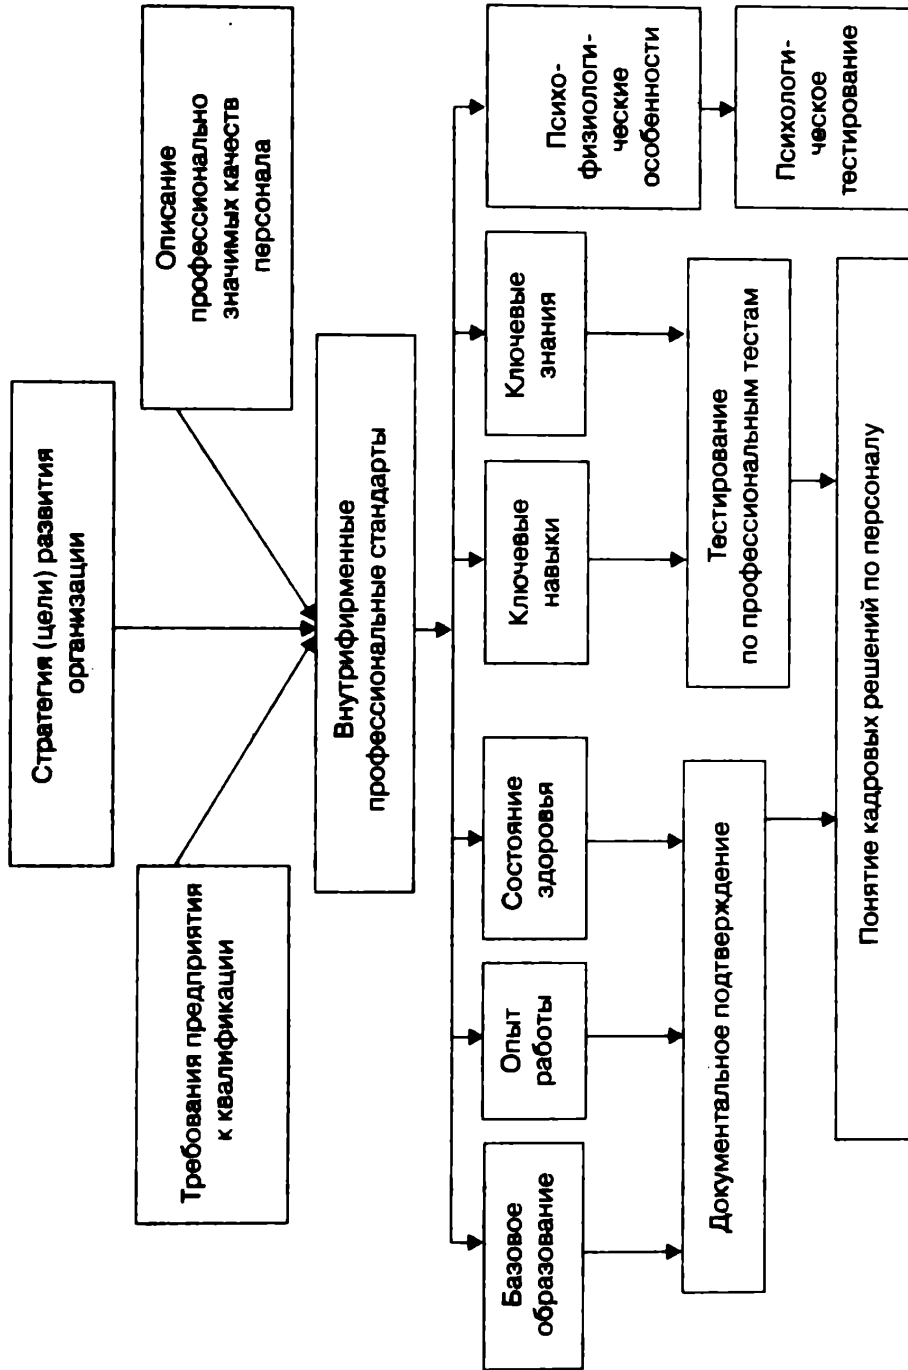 Стратегия (цели) развития
организации
Требования предприятия
к квалификации
Описание
профессионально
значимых качеств
персонала
Внутрифирменные
профессиональные стандарты
Базовое
образование
Опыт
работы
Состояние
здоровья
Ключевые
навыки
Ключевые
знания
Психо-
физиологи-
ческие
особенности
Документальное подтверждение
Тестирование
по профессиональным тестам
Психологи-
ческое
тестирование
Понятие кадровых решений по персоналу